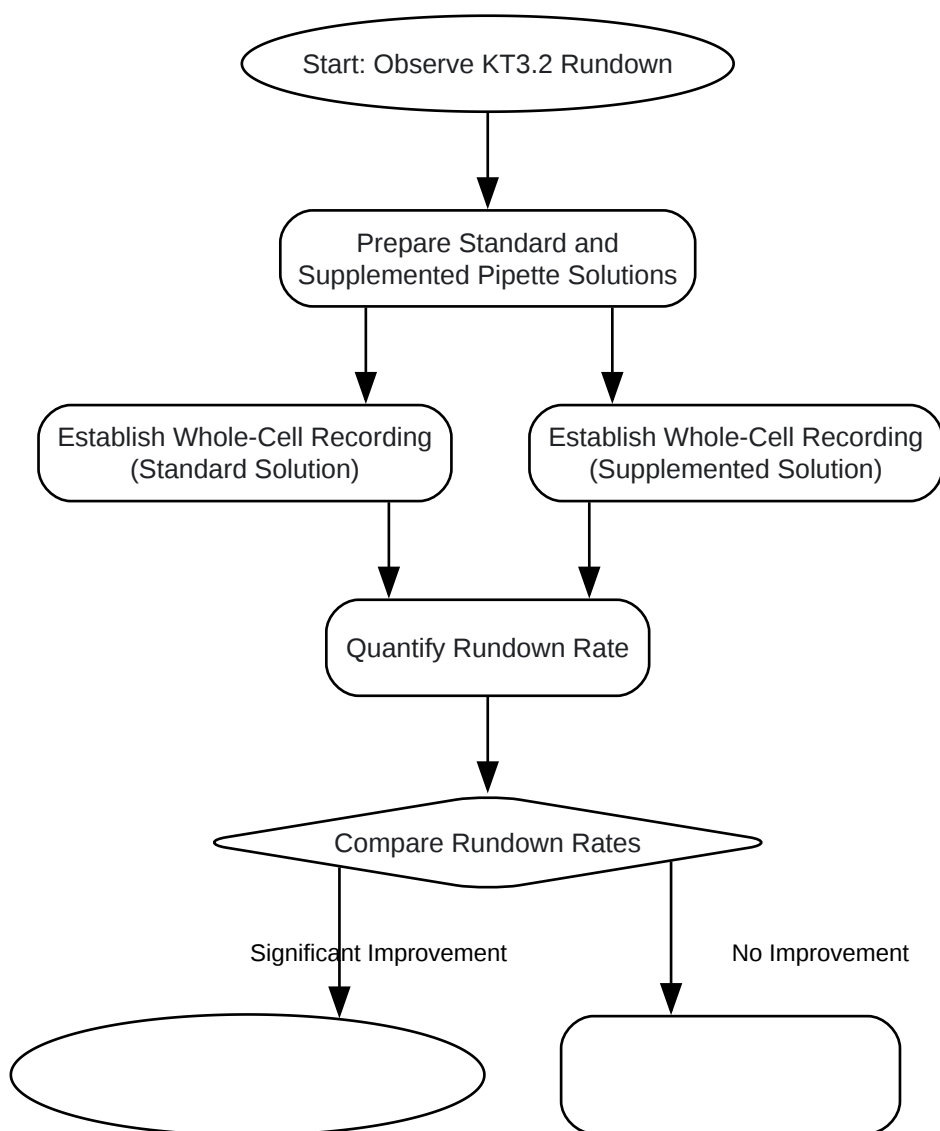 Start: Observe KT3.2 Rundown
Prepare Standard and
Supplemented Pipette Solutions
Establish Whole-Cell Recording
(Standard Solution)
Establish Whole-Cell Recording
(Supplemented Solution)
Quantify Rundown Rate
Compare Rundown Rates
Significant Improvement
No Improvement